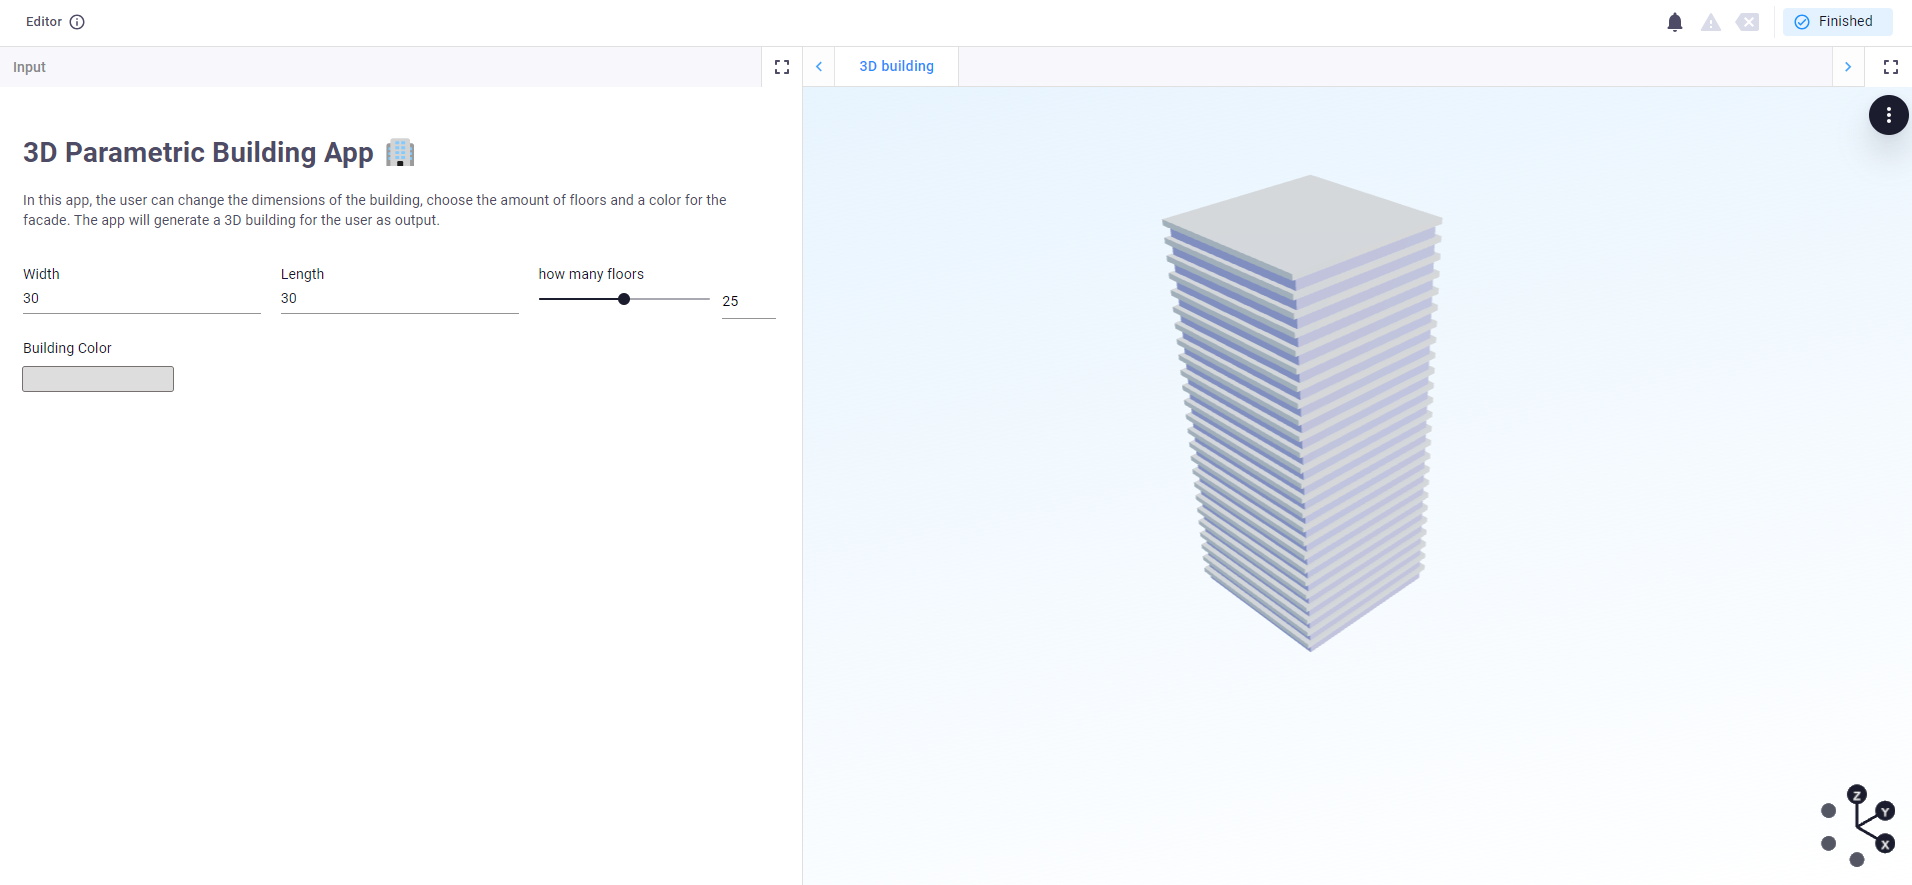 Editor
Finished
Input
3D building
3D Parametric Building App
In this app, the user can change the dimensions of the building, choose the amount of floors and a color for the
facade. The app will generate a 3D building for the user as output.
Width
Length
how many floors
30
30
25
Building Color
Z
Y
X